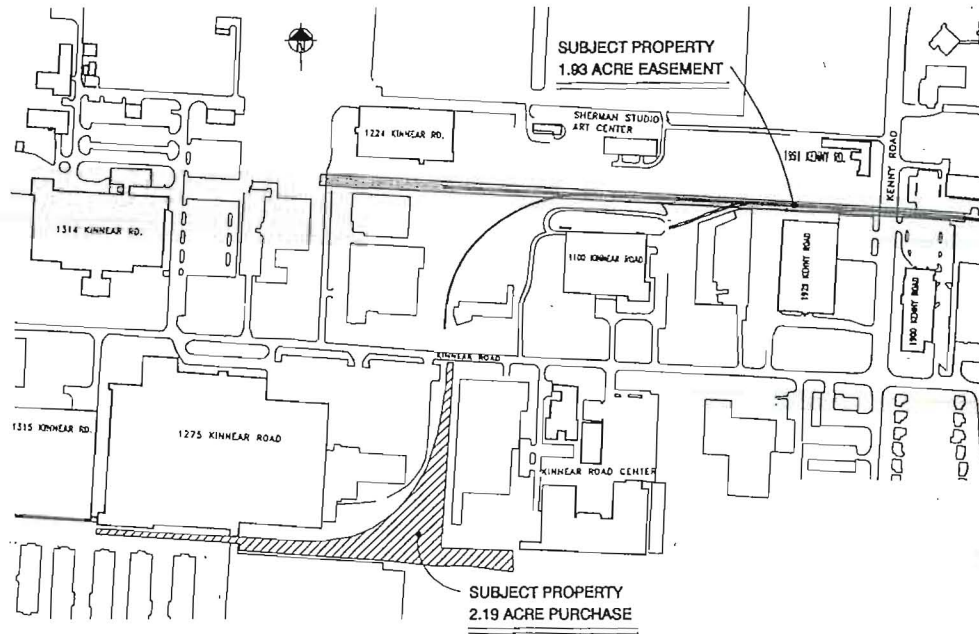 SUBJECT PROPERTY
1.93 ACRE EASEMENT
1224 KINNEAR RD.
SHERMAN STUDIO
ART CENTER
1951 KENNY RD.
KENNY ROAD
1314 KINNEAR RD.
1100 KINNEAR ROAD
1925 KENNY ROAD
1900 KENNY ROAD
KINNEAR ROAD
1315 KINNEAR RD.
1275 KINNEAR ROAD
KINNEAR ROAD CENTER
SUBJECT PROPERTY
2.19 ACRE PURCHASE